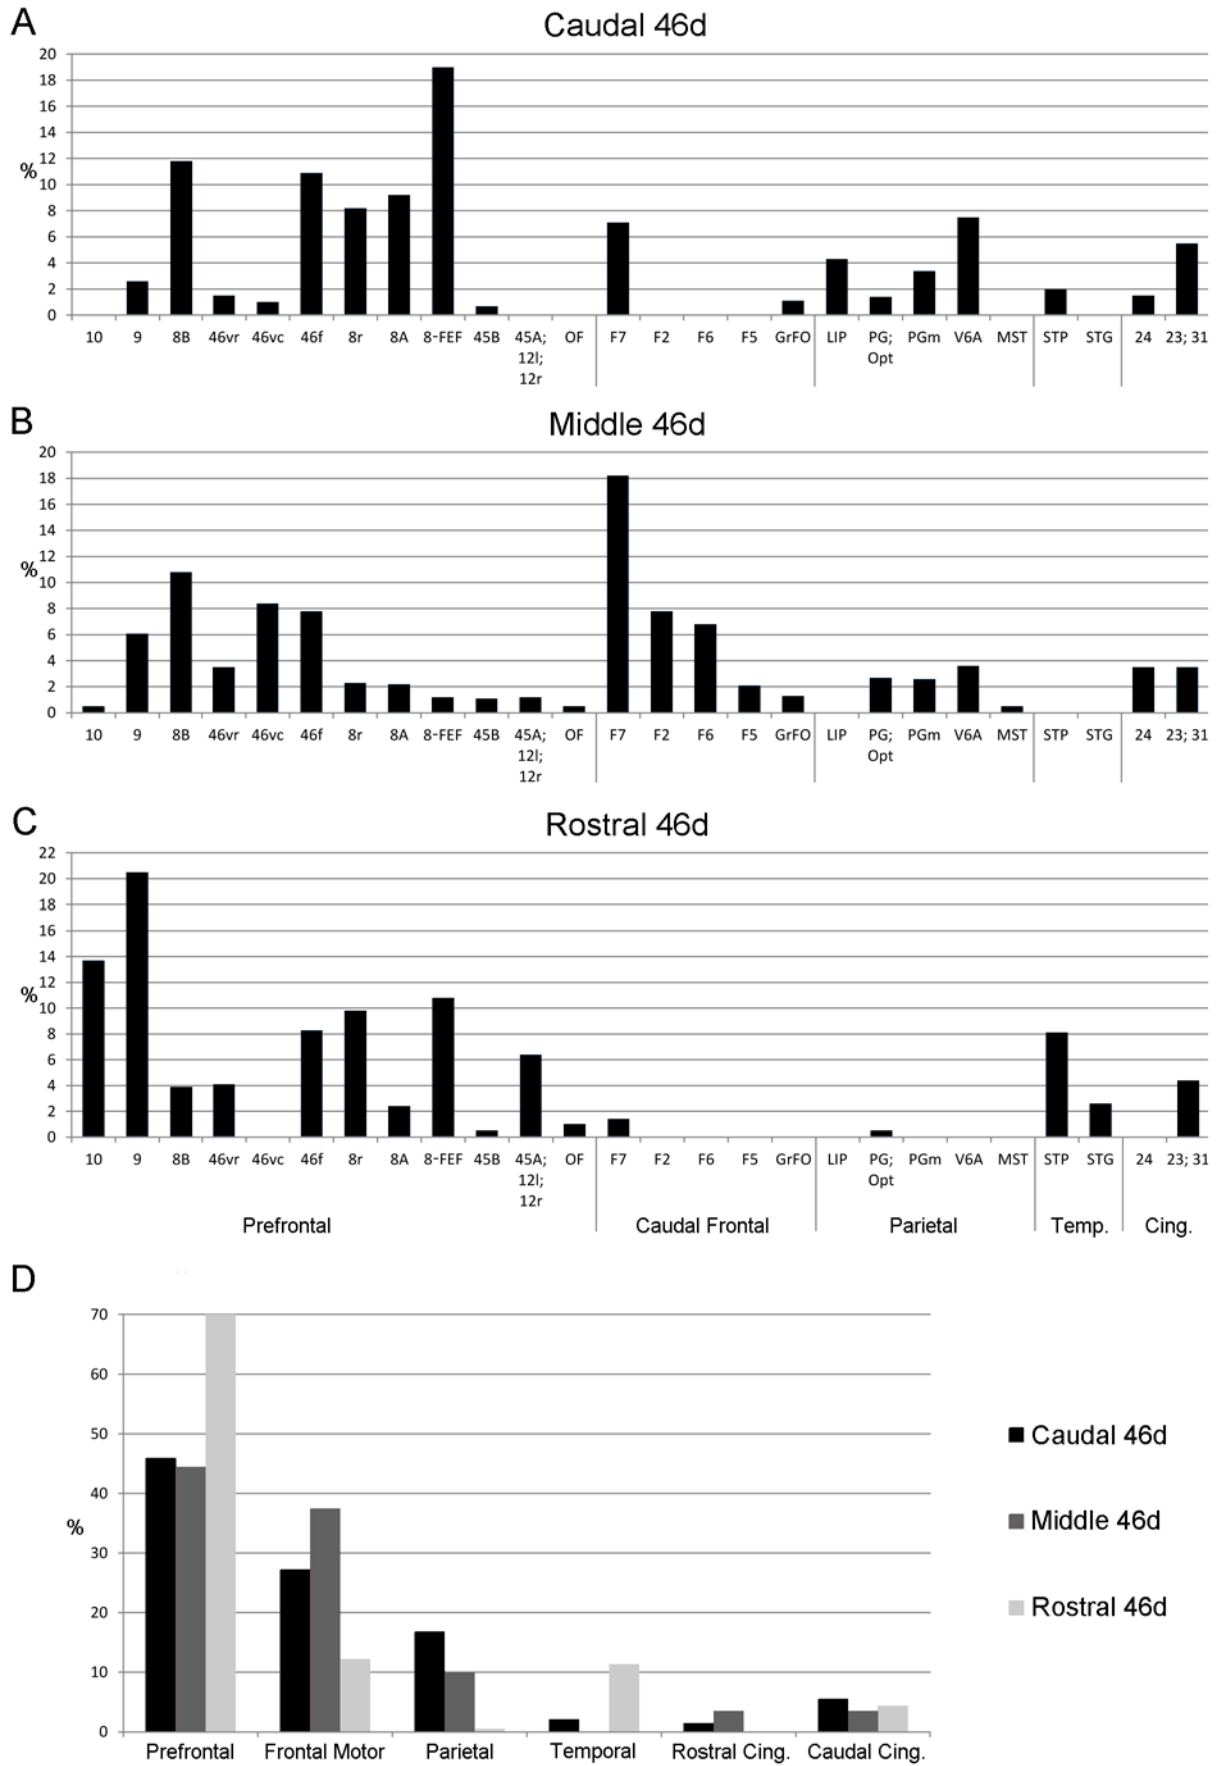 A
Caudal 46d
20
18
16
14
12
%
10
8
6
4
2
0
10 9 8B 46vr 46vc 46f 8r 8A 8-FEF 45B 45A; OF F7 F2 F6 F5 GrFO LIP PG; PGm V6A MST STP STG 24 23; 31
12l; Opt
12r
B
Middle 46d
20
18
16
14
12
%
10
8
6
4
2
0
10 9 8B 46vr 46vc 46f 8r 8A 8-FEF 45B 45A; OF F7 F2 F6 F5 GrFO LIP PG; PGm V6A MST STP STG 24 23; 31
12l; Opt
12r
C
Rostral 46d
22
20
18
16
14
12
%
10
8
6
4
2
0
10 9 8B 46vr 46vc 46f 8r 8A 8-FEF 45B 45A; OF F7 F2 F6 F5 GrFO LIP PG; PGm V6A MST STP STG 24 23; 31
12l; Opt
12r
Prefrontal Caudal Frontal Parietal Temp. Cing.
D
70
60
50
40
%
30
20
10
0
Prefrontal Frontal Motor Parietal Temporal Rostral Cing. Caudal Cing.
Caudal 46d
Middle 46d
Rostral 46d